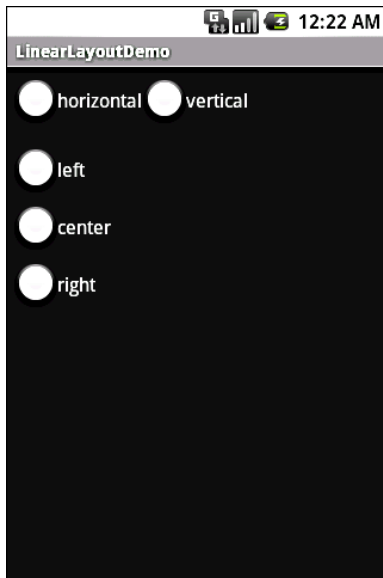 12:22 AM
LinearLayoutDemo
horizontal vertical
left
center
right